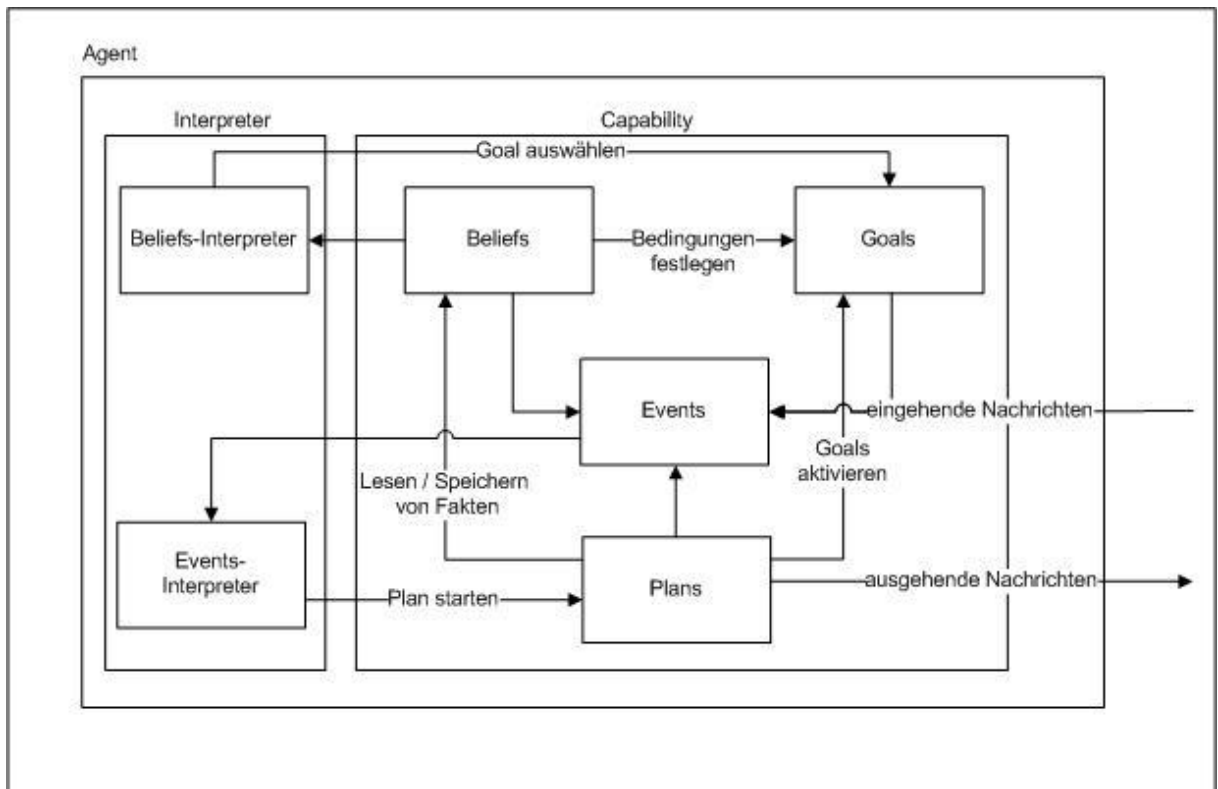 Agent
Interpreter
Capability
Goal auswählen
Beliefs-Interpreter
Beliefs
Bedingungen
festlegen
Goals
Events
eingehende Nachrichten
Goals
aktivieren
Lesen / Speichern
von Fakten
Events-
Interpreter
Plan starten
Plans
ausgehende Nachrichten